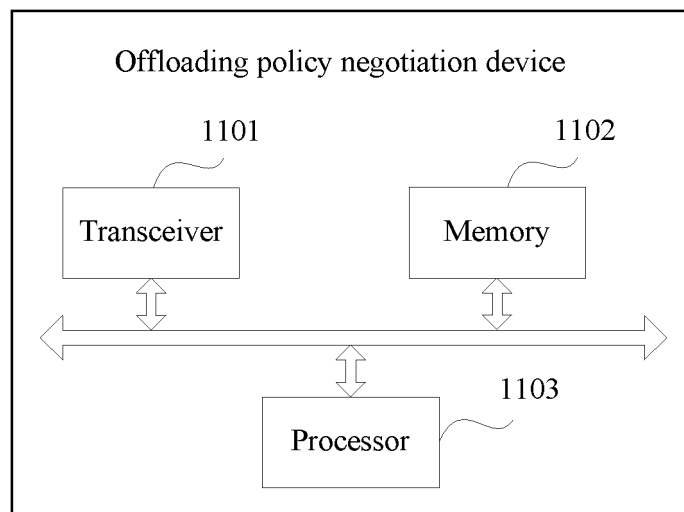 Offloading policy negotiation device
1101
1102
Transceiver
Memory
1103
Processor